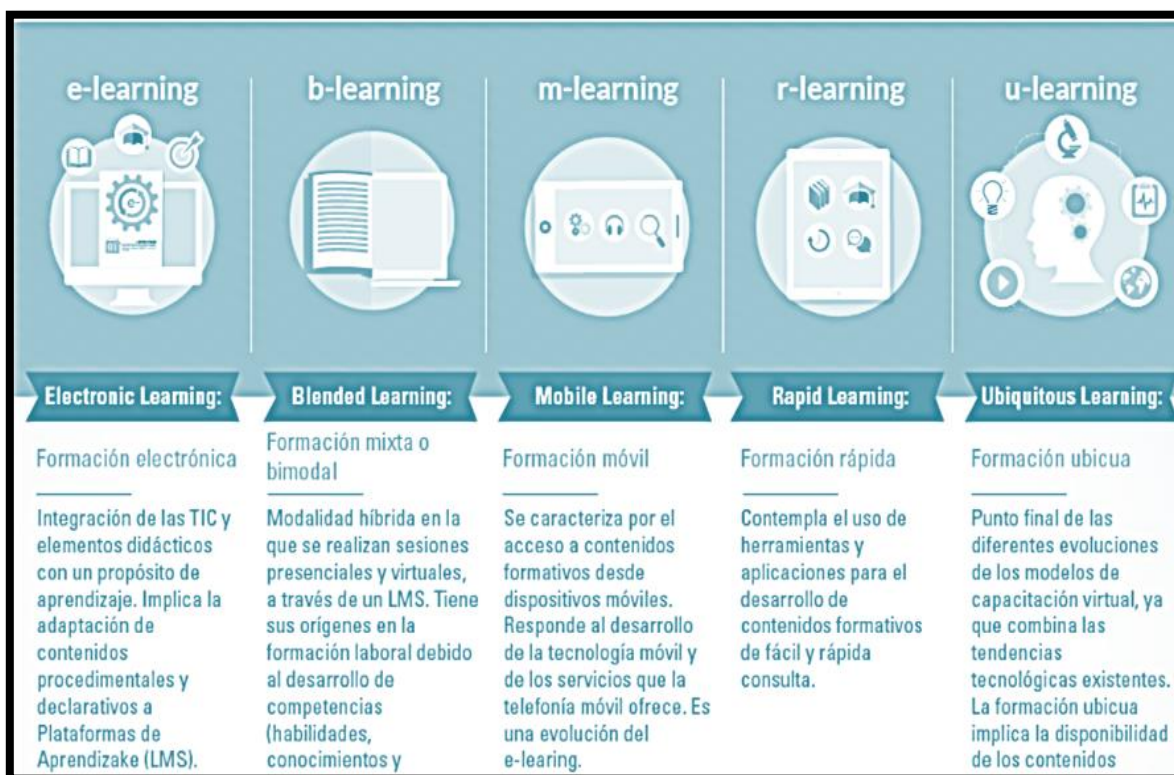 e-learning
b-learning
m-learning
r-learning
u-learning
Electronic Learning:
Formación electrónica
Integración de las TIC y
elementos didácticos
con un propósito de
aprendizaje. Implica la
adaptación de
contenidos
procedimentales y
declarativos a
Plataformas de
Aprendizake (LMS).
Blended Learning:
Formación mixta o
bimodal
Modalidad híbrida en la
que se realizan sesiones
presenciales y virtuales,
a través de un LMS. Tiene
sus orígenes en la
formación laboral debido
al desarrollo de
competencias
(habilidades,
conocimientos y
Mobile Learning:
Formación móvil
Se caracteriza por el
acceso a contenidos
formativos desde
dispositivos móviles.
Responde al desarrollo
de la tecnología móvil y
de los servicios que la
telefonía móvil ofrece. Es
una evolución del
e-learing.
Rapid Learning:
Formación rápida
Contempla el uso de
herramientas y
aplicaciones para el
desarrollo de
contenidos formativos
de fácil y rápida
consulta.
Ubiquitous Learning:
Formación ubicua
Punto final de las
diferentes evoluciones
de los modelos de
capacitación virtual, ya
que combina las
tendencias
tecnológicas existentes.
La formación ubicua
implica la disponibilidad
de los contenidos